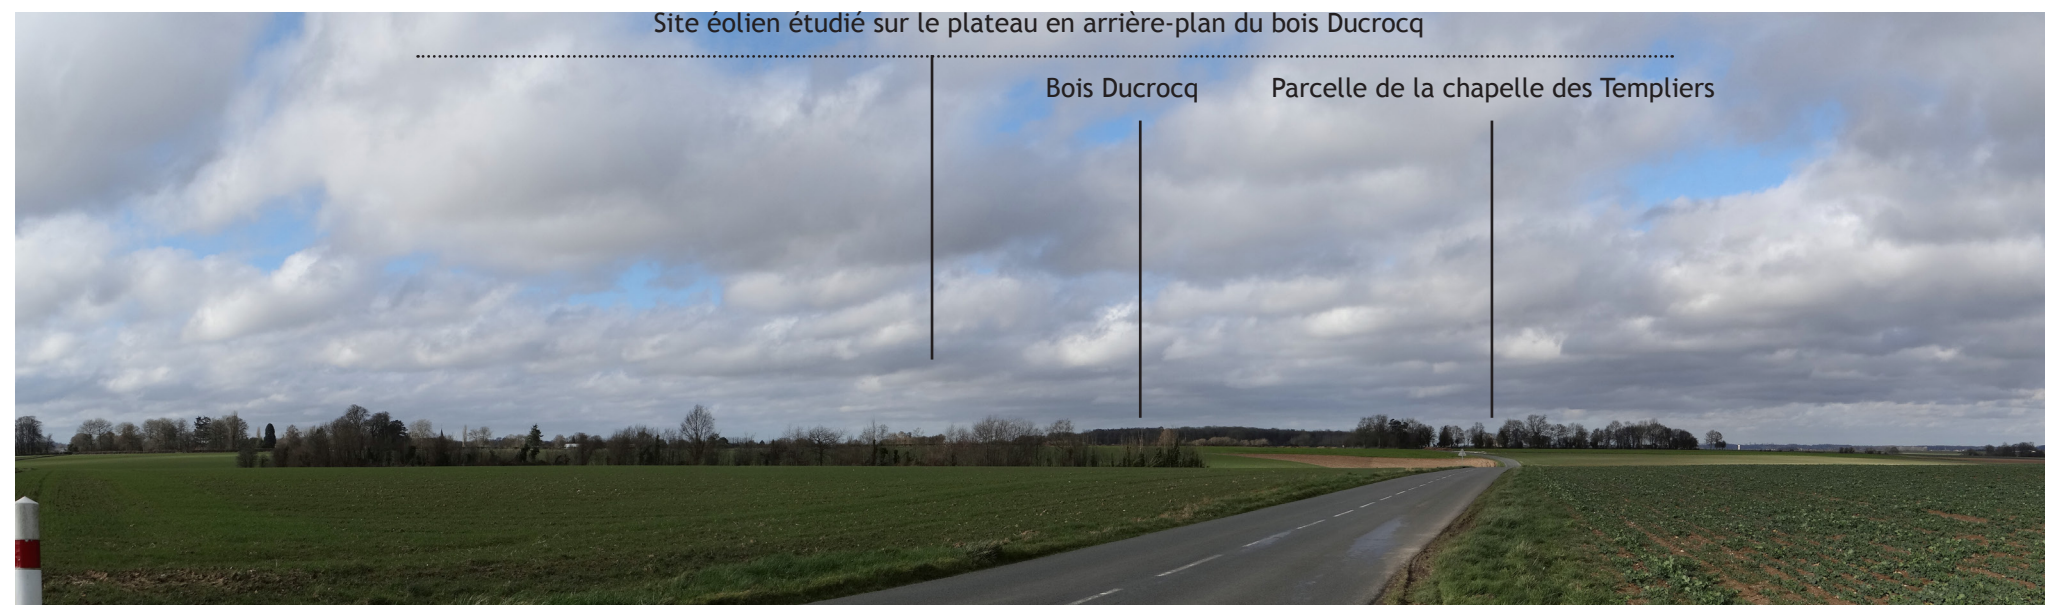 Site éolien étudié sur le plateau en arrière-plan du bois Ducrocq
Bois Ducrocq
Parcelle de la chapelle des Templiers